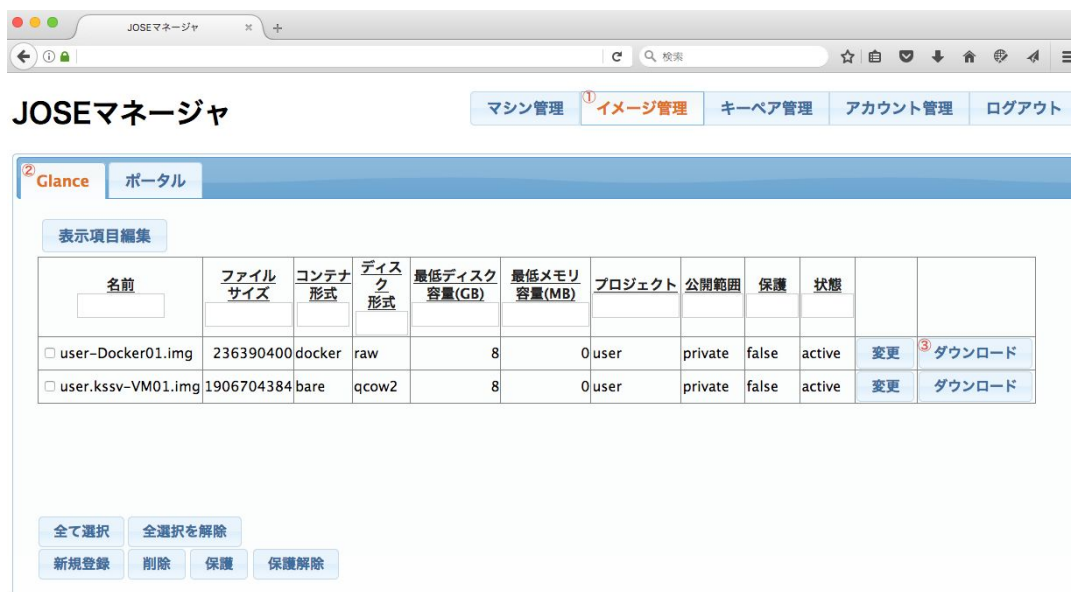 JOSEマネージャ
検索
JOSEマネージャ
マシン管理 ①イメージ管理 キーペア管理 アカウント管理 ログアウト
②Glance ポータル
表示項目編集
名前 ファイルサイズ コンテナ形式 ディスク形式 最低ディスク容量(GB) 最低メモリ容量(MB) プロジェクト 公開範囲 保護 状態
user-Docker01.img 236390400 docker raw 8 0 user private false active 変更 ③ダウンロード
user.kssv-VM01.img 1906704384 bare qcow2 8 0 user private false active 変更 ダウンロード
全て選択 全選択を解除
新規登録 削除 保護 保護解除